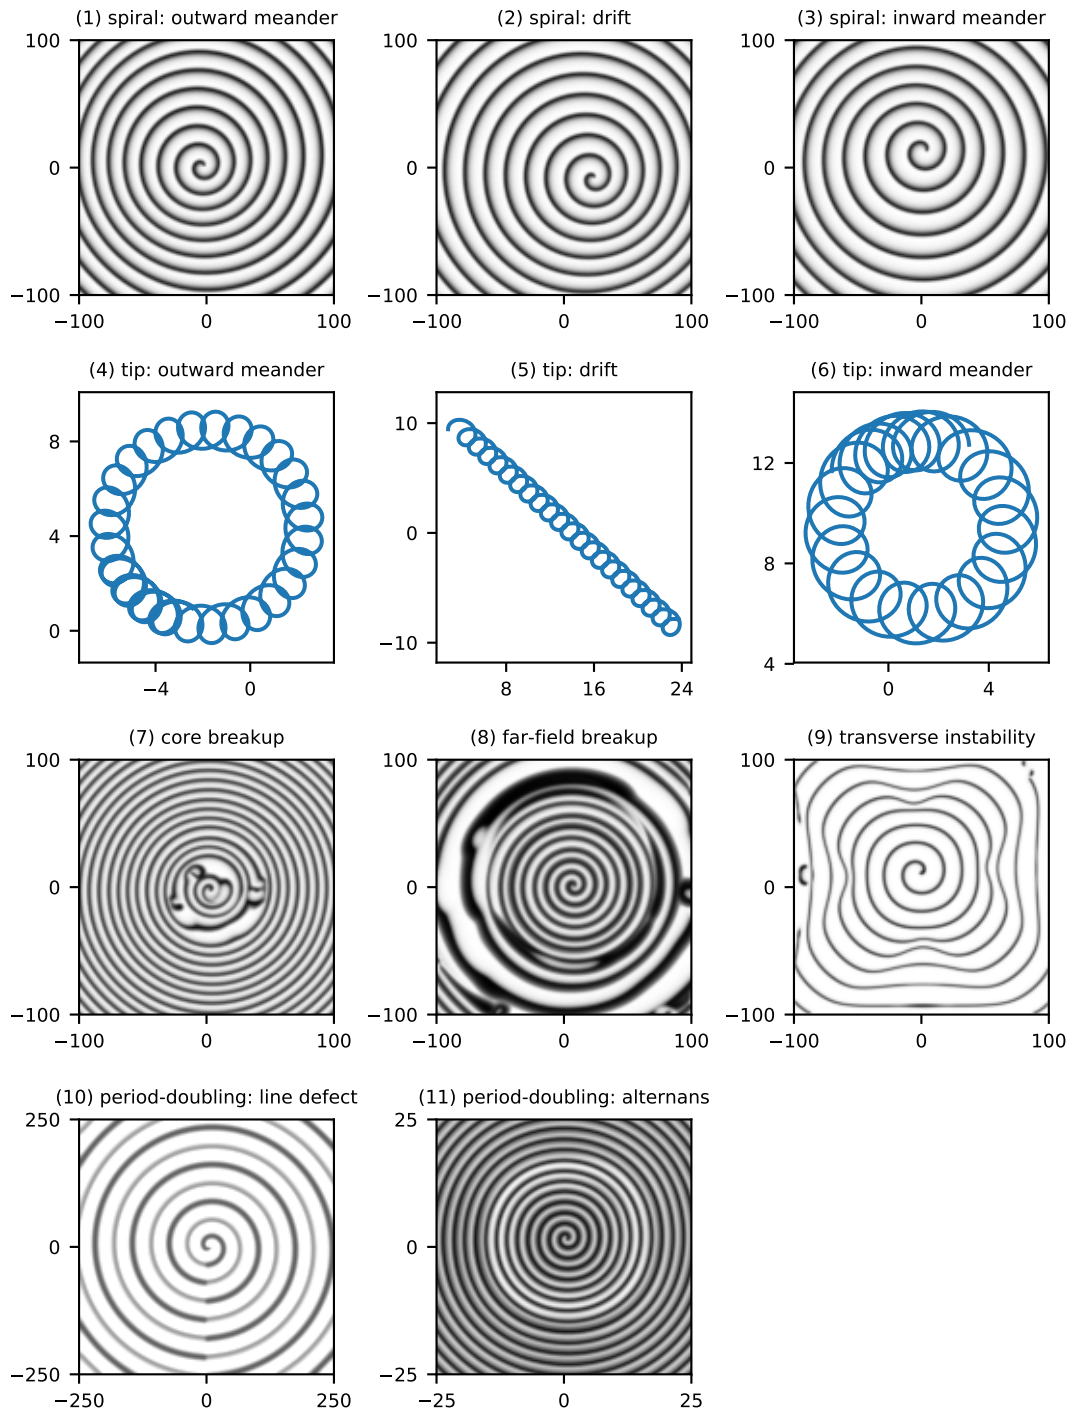 (1) spiral: outward meander
(2) spiral: drift
(3) spiral: inward meander
100
0
−100
−100 0 100
100
0
−100
−100 0 100
100
0
−100
−100 0 100
(4) tip: outward meander
(5) tip: drift
(6) tip: inward meander
8
4
0
−4 0
10
0
−10
8 16 24
12
8
4
0 4
(7) core breakup
(8) far-field breakup
(9) transverse instability
100
0
−100
−100 0 100
100
0
−100
−100 0 100
100
0
−100
−100 0 100
(10) period-doubling: line defect
(11) period-doubling: alternans
250
0
−250
−250 0 250
25
0
−25
−25 0 25